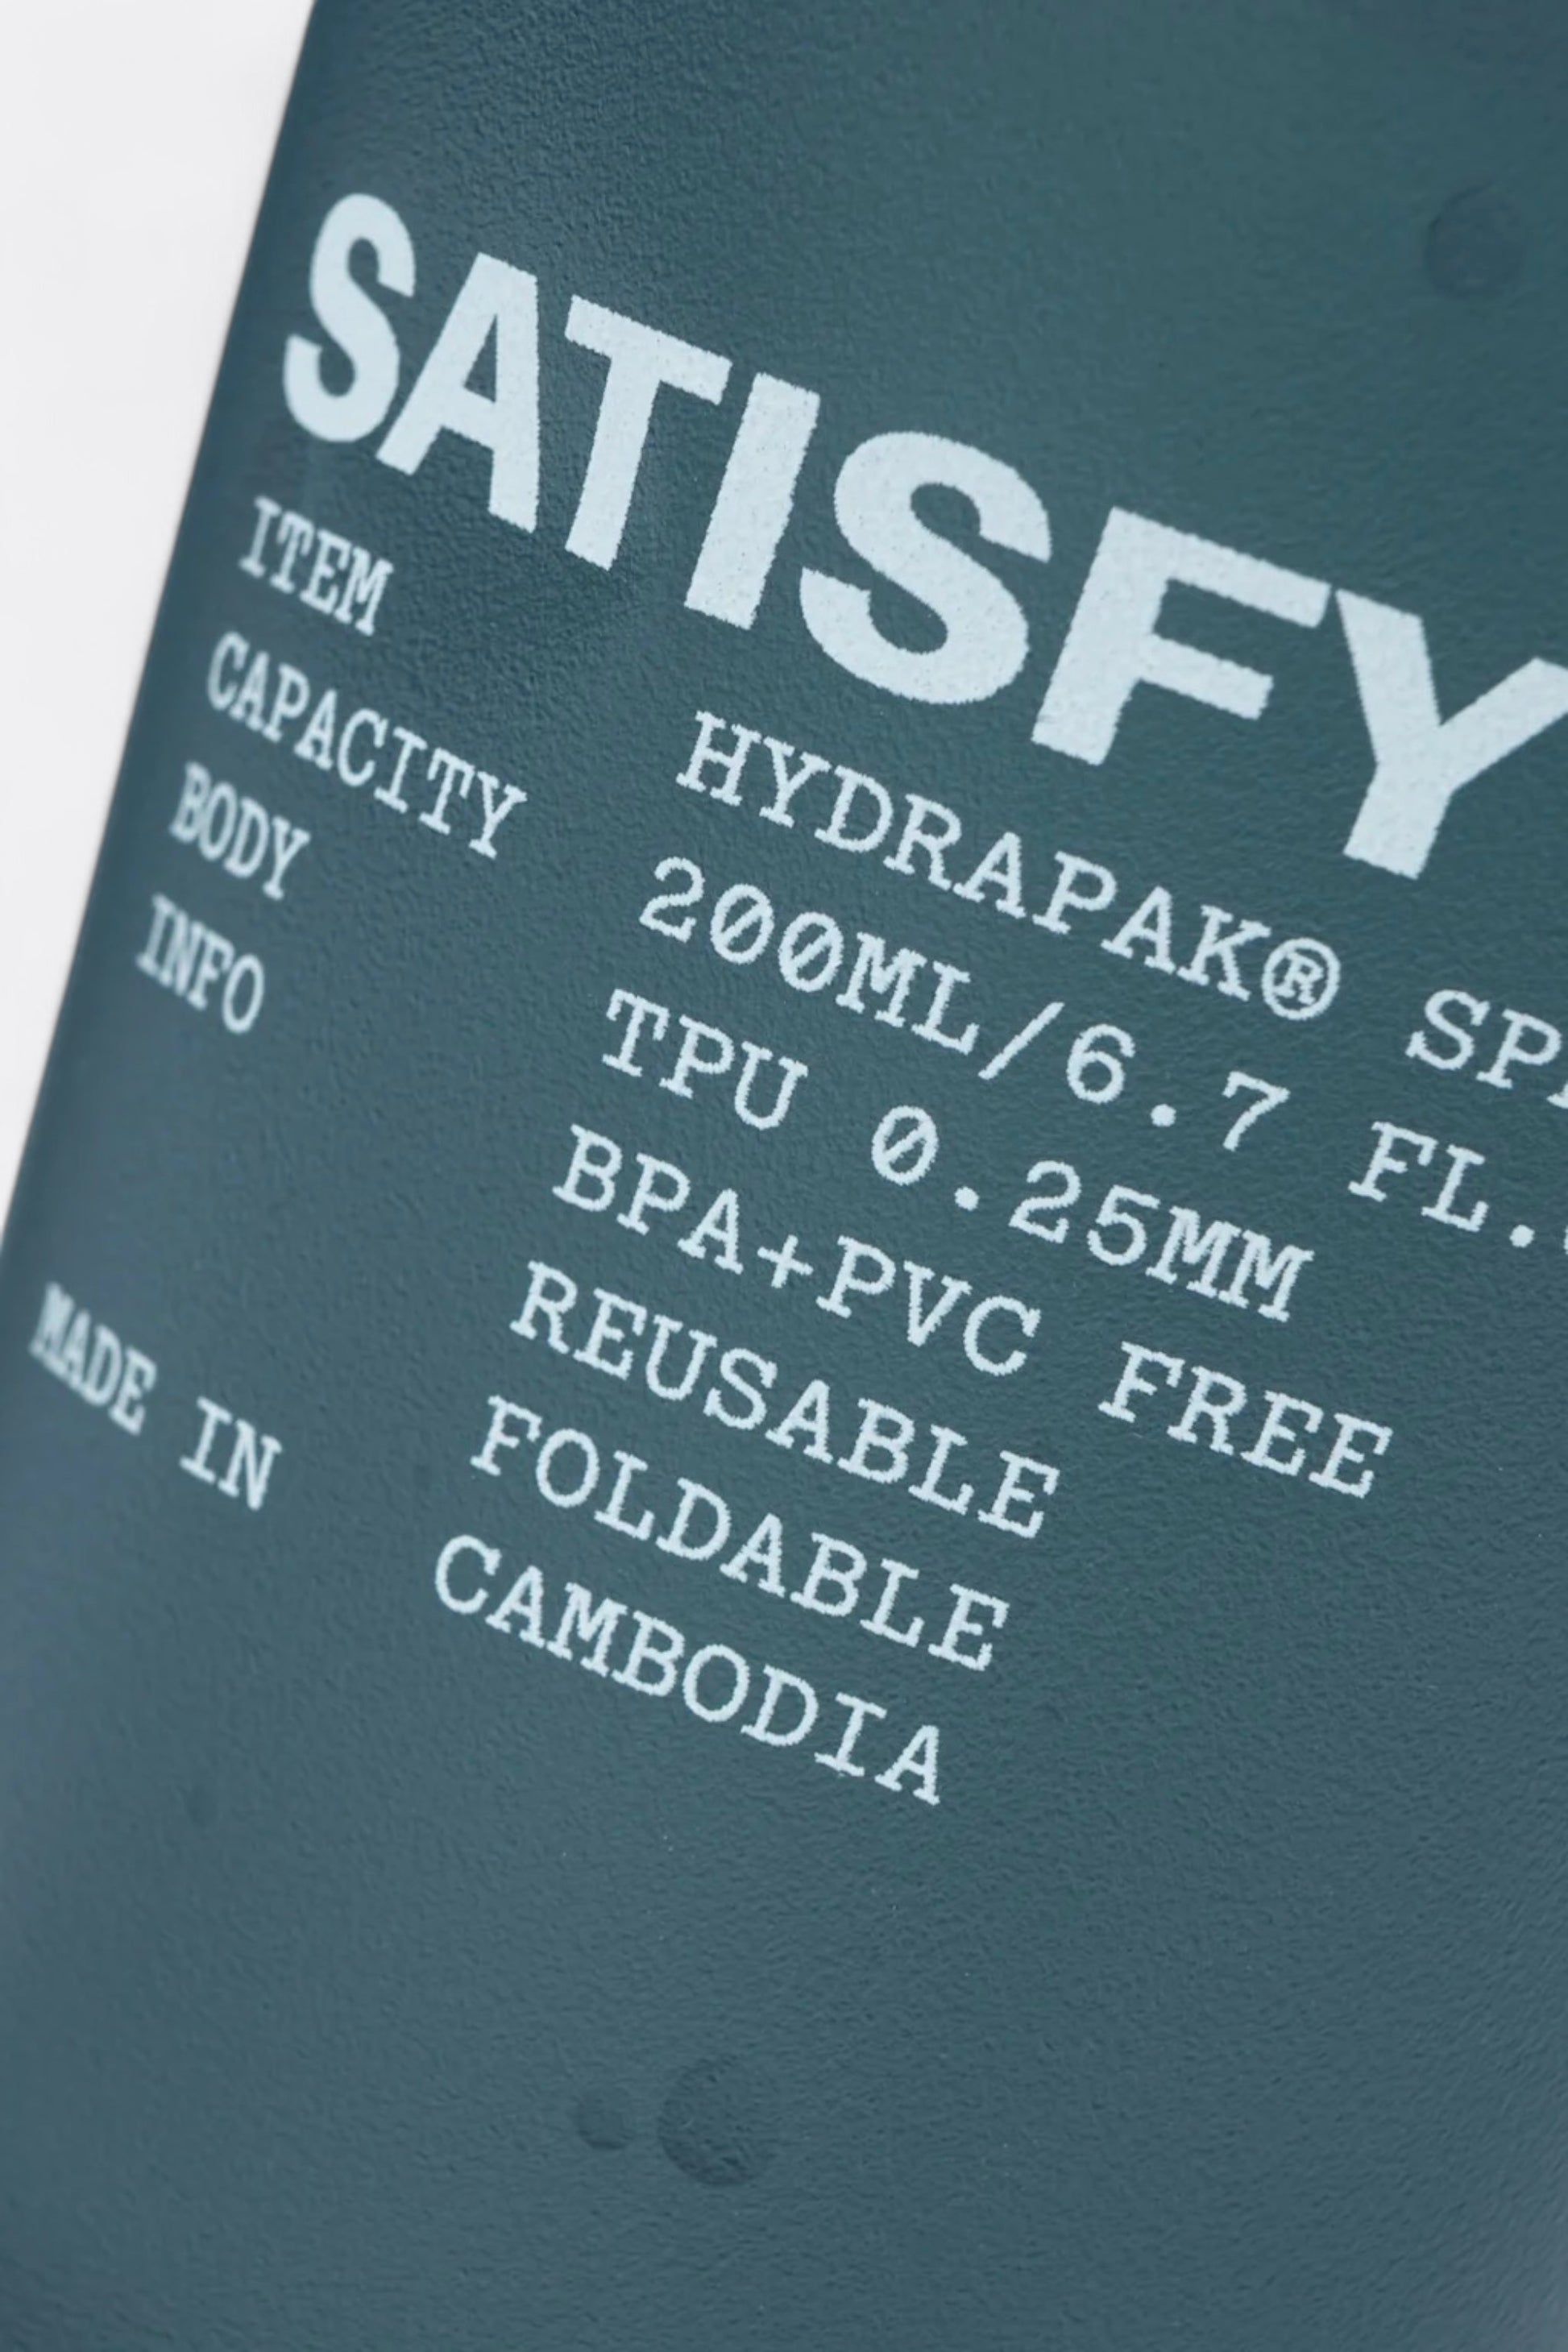 SATISFY
ITEM HYDRAPAK®
CAPACITY 200ML/6.7 FL.
BODY TPU 0.25MM
INFO BPA+PVC FREE
REUSABLE
FOLDABLE
MADE IN CAMBODIA